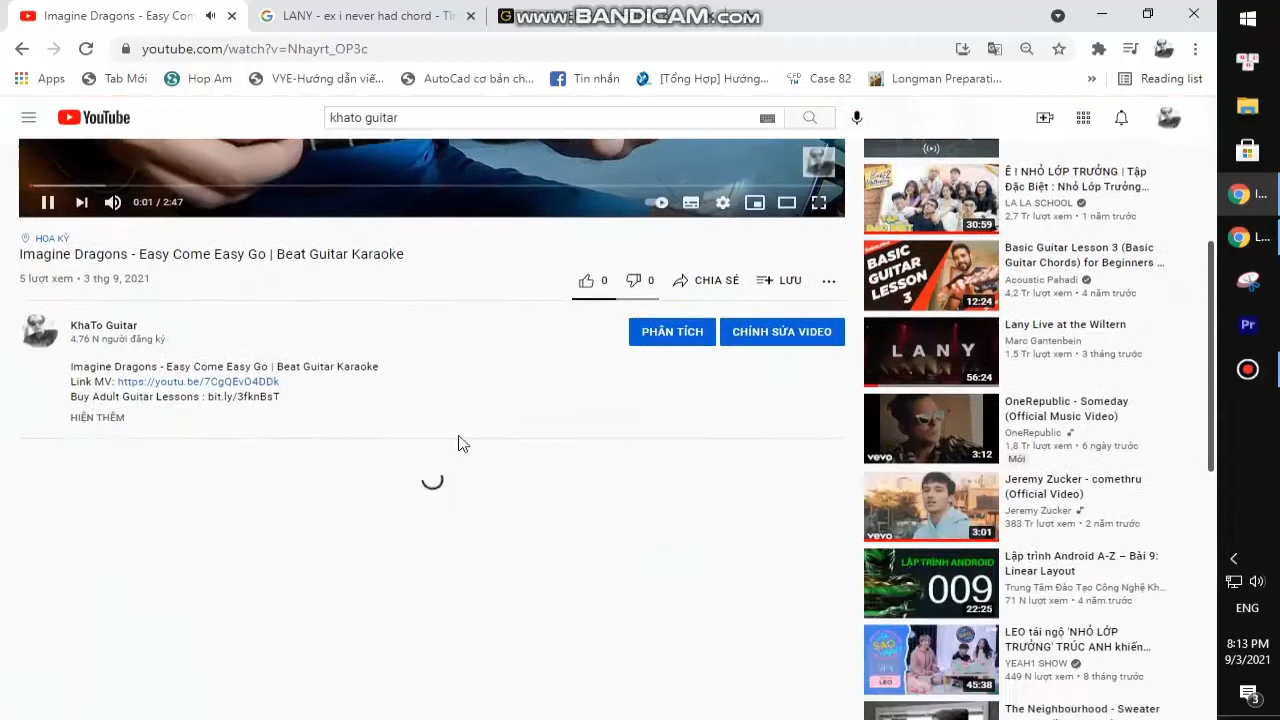 Imagine Dragons - Easy Com
LANY - ex i never had chord - T
www.BANDICAM.com
youtube.com/watch?v=Nhayrt_OP3c
Apps
Tab Mới
Hop Am
VYE-Hướng dẫn viế...
AutoCad cơ bản ch...
Tin nhắn
[Tổng Hợp] Hướng...
Case 82
Longman Preparati...
»
Reading list
YouTube
khato guitar
0:01 / 2:47
HOA KỲ
Imagine Dragons - Easy Come Easy Go | Beat Guitar Karaoke
5 lượt xem • 3 thg 9, 2021
0
0
CHIA SẺ
LƯU
KhaTo Guitar
4,76 N người đăng ký
PHÂN TÍCH
CHỈNH SỬA VIDEO
Imagine Dragons - Easy Come Easy Go | Beat Guitar Karaoke
Link MV: https://youtu.be/7CgQEvO4DDk
Buy Adult Guitar Lessons : bit.ly/3fknBsT
HIỆN THÊM
Ê ! NHỎ LỚP TRƯỞNG | Tập
Đặc Biệt : Nhỏ Lớp Trưởng...
LA LA SCHOOL
2,7 Tr lượt xem • 1 năm trước
30:59
BASIC
GUITAR
LESSON
3
12:24
Basic Guitar Lesson 3 (Basic
Guitar Chords) for Beginners ...
Acoustic Pahadi
4,2 Tr lượt xem • 4 năm trước
LANY
56:24
Lany Live at the Wiltern
Marc Gantenbein
1,5 Tr lượt xem • 3 tháng trước
vevo
3:12
OneRepublic - Someday
(Official Music Video)
OneRepublic
1,8 Tr lượt xem • 6 ngày trước
Mới
vevo
3:01
Jeremy Zucker - comethru
(Official Video)
Jeremy Zucker
383 Tr lượt xem • 2 năm trước
LẬP TRÌNH ANDROID
009
22:25
Lập trình Android A-Z – Bài 9:
Linear Layout
Trung Tâm Đào Tạo Công Nghệ Kh...
71 N lượt xem • 4 năm trước
SAO
LEO
45:38
LEO tái ngộ 'NHỎ LỚP
TRƯỞNG' TRÚC ANH khiến...
YEAH1 SHOW
449 N lượt xem • 8 tháng trước
The Neighbourhood - Sweater
I...
L...
Pr
ENG
8:13 PM
9/3/2021
3